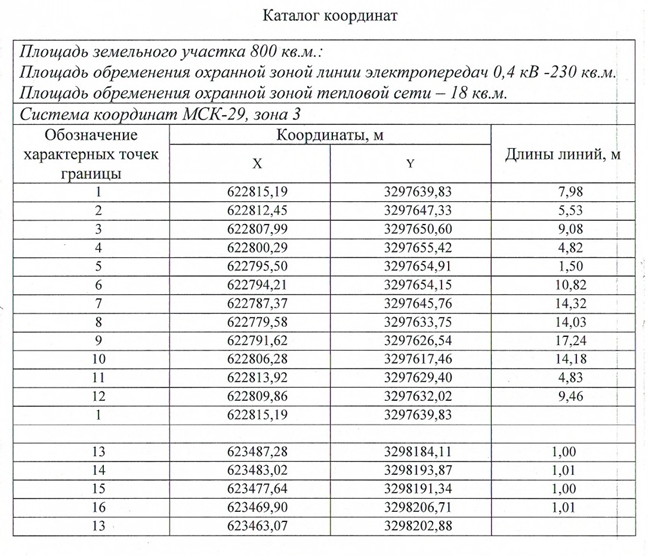 Каталог координат
Площадь земельного участка 800 кв.м.:
Площадь обременения охранной зоной линии электропередач 0,4 кВ -230 кв.м.
Площадь обременения охранной зоной тепловой сети – 18 кв.м.
Система координат МСК-29, зона 3
Обозначение характерных точек границы Координаты, м Длины линий, м
X Y
1 622815,19 3297639,83 7,98
2 622812,45 3297647,33 5,53
3 622807,99 3297650,60 9,08
4 622800,29 3297655,42 4,82
5 622795,50 3297654,91 1,50
6 622794,21 3297654,15 10,82
7 622787,37 3297645,76 14,32
8 622779,58 3297633,75 14,03
9 622791,62 3297626,54 17,24
10 622806,28 3297617,46 14,18
11 622813,92 3297629,40 4,83
12 622809,86 3297632,02 9,46
1 622815,19 3297639,83
13 623487,28 3298184,11 1,00
14 623483,02 3298193,87 1,01
15 623477,64 3298191,34 1,00
16 623469,90 3298206,71 1,01
13 623463,07 3298202,88